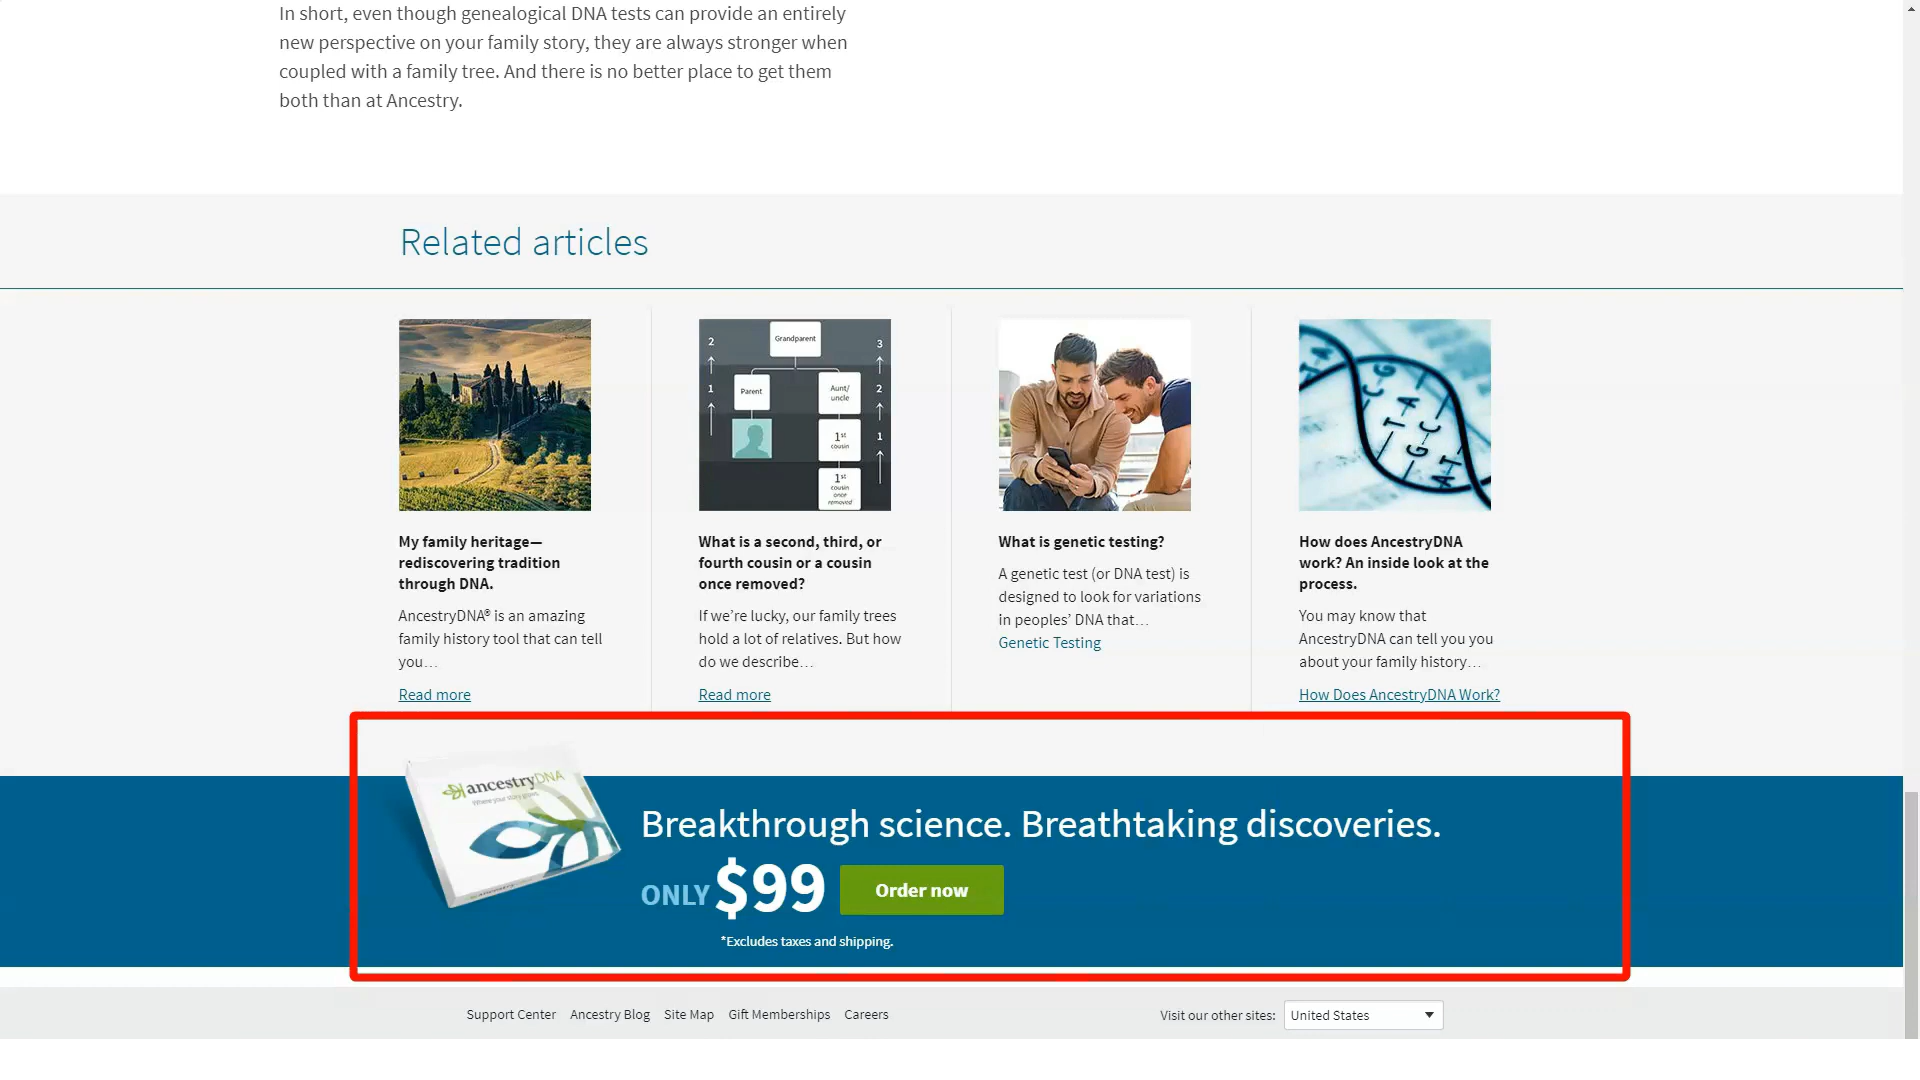 In short, even though genealogical DNA tests can provide an entirely
new perspective on your family story, they are always stronger when
coupled with a family tree. And there is no better place to get them
both than at Ancestry.
Related articles
2
1
Grandparent
Parent
Aunt/
uncle
1st
cousin
1st
cousin
once
removed
3
2
1
T A
C G
T-A
G-C
A T
My family heritage—
rediscovering tradition
through DNA.
AncestryDNA® is an amazing
family history tool that can tell
you…
Read more
What is a second, third, or
fourth cousin or a cousin
once removed?
If we’re lucky, our family trees
hold a lot of relatives. But how
do we describe…
Read more
What is genetic testing?
A genetic test (or DNA test) is
designed to look for variations
in peoples’ DNA that…
Genetic Testing
How does AncestryDNA
work? An inside look at the
process.
You may know that
AncestryDNA can tell you you
about your family history…
How Does AncestryDNA Work?
ancestryDNA
Where your story grows
Breakthrough science. Breathtaking discoveries.
ONLY $99 Order now
*Excludes taxes and shipping.
Support Center Ancestry Blog Site Map Gift Memberships Careers
Visit our other sites: United States